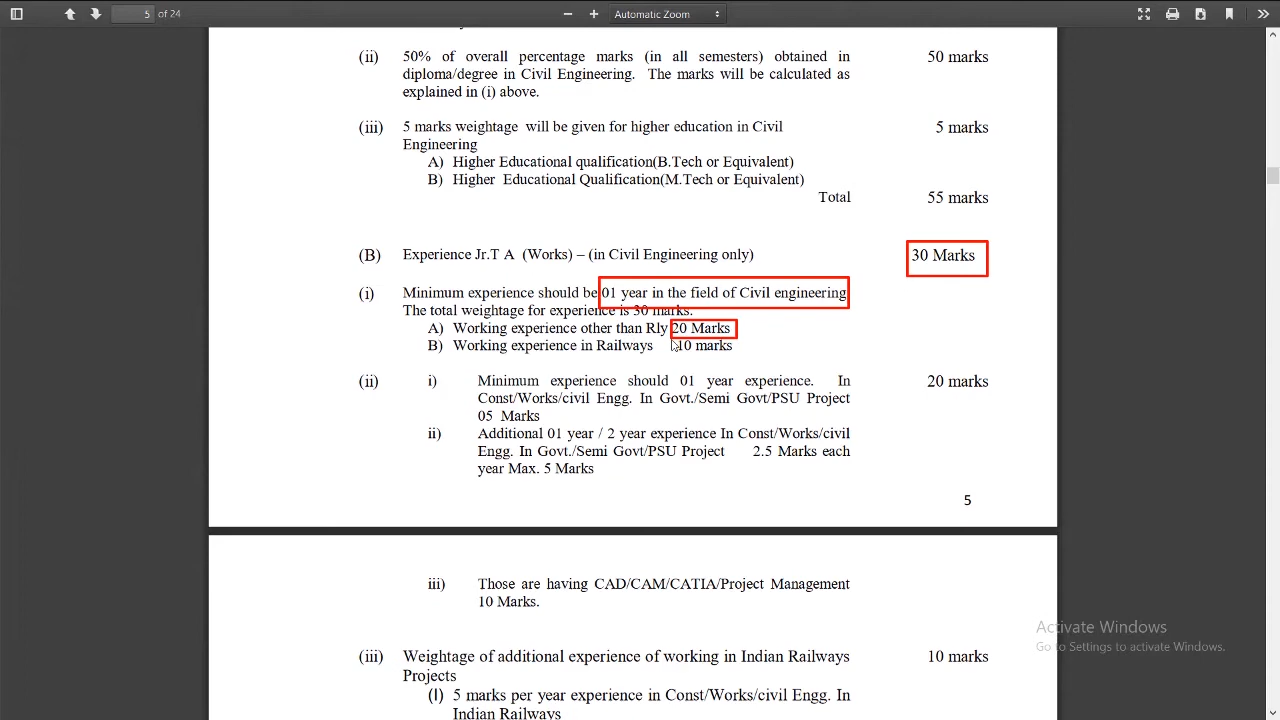 5 of 24
Automatic Zoom
(ii) 50% of overall percentage marks (in all semesters) obtained in 50 marks
diploma/degree in Civil Engineering. The marks will be calculated as
explained in (i) above.
(iii) 5 marks weightage will be given for higher education in Civil 5 marks
Engineering
A) Higher Educational qualification(B.Tech or Equivalent)
B) Higher Educational Qualification(M.Tech or Equivalent)
Total 55 marks
(B) Experience Jr.T A (Works) – (in Civil Engineering only) 30 Marks
(i) Minimum experience should be 01 year in the field of Civil engineering
The total weightage for experience is 30 marks.
A) Working experience other than Rly 20 Marks
B) Working experience in Railways 10 marks
(ii) i) Minimum experience should 01 year experience. In 20 marks
Const/Works/civil Engg. In Govt./Semi Govt/PSU Project
05 Marks
ii) Additional 01 year / 2 year experience In Const/Works/civil
Engg. In Govt./Semi Govt/PSU Project 2.5 Marks each
year Max. 5 Marks
5
iii) Those are having CAD/CAM/CATIA/Project Management
10 Marks.
Activate Windows
Go to Settings to activate Windows.
(iii) Weightage of additional experience of working in Indian Railways 10 marks
Projects
(I) 5 marks per year experience in Const/Works/civil Engg. In
Indian Railways